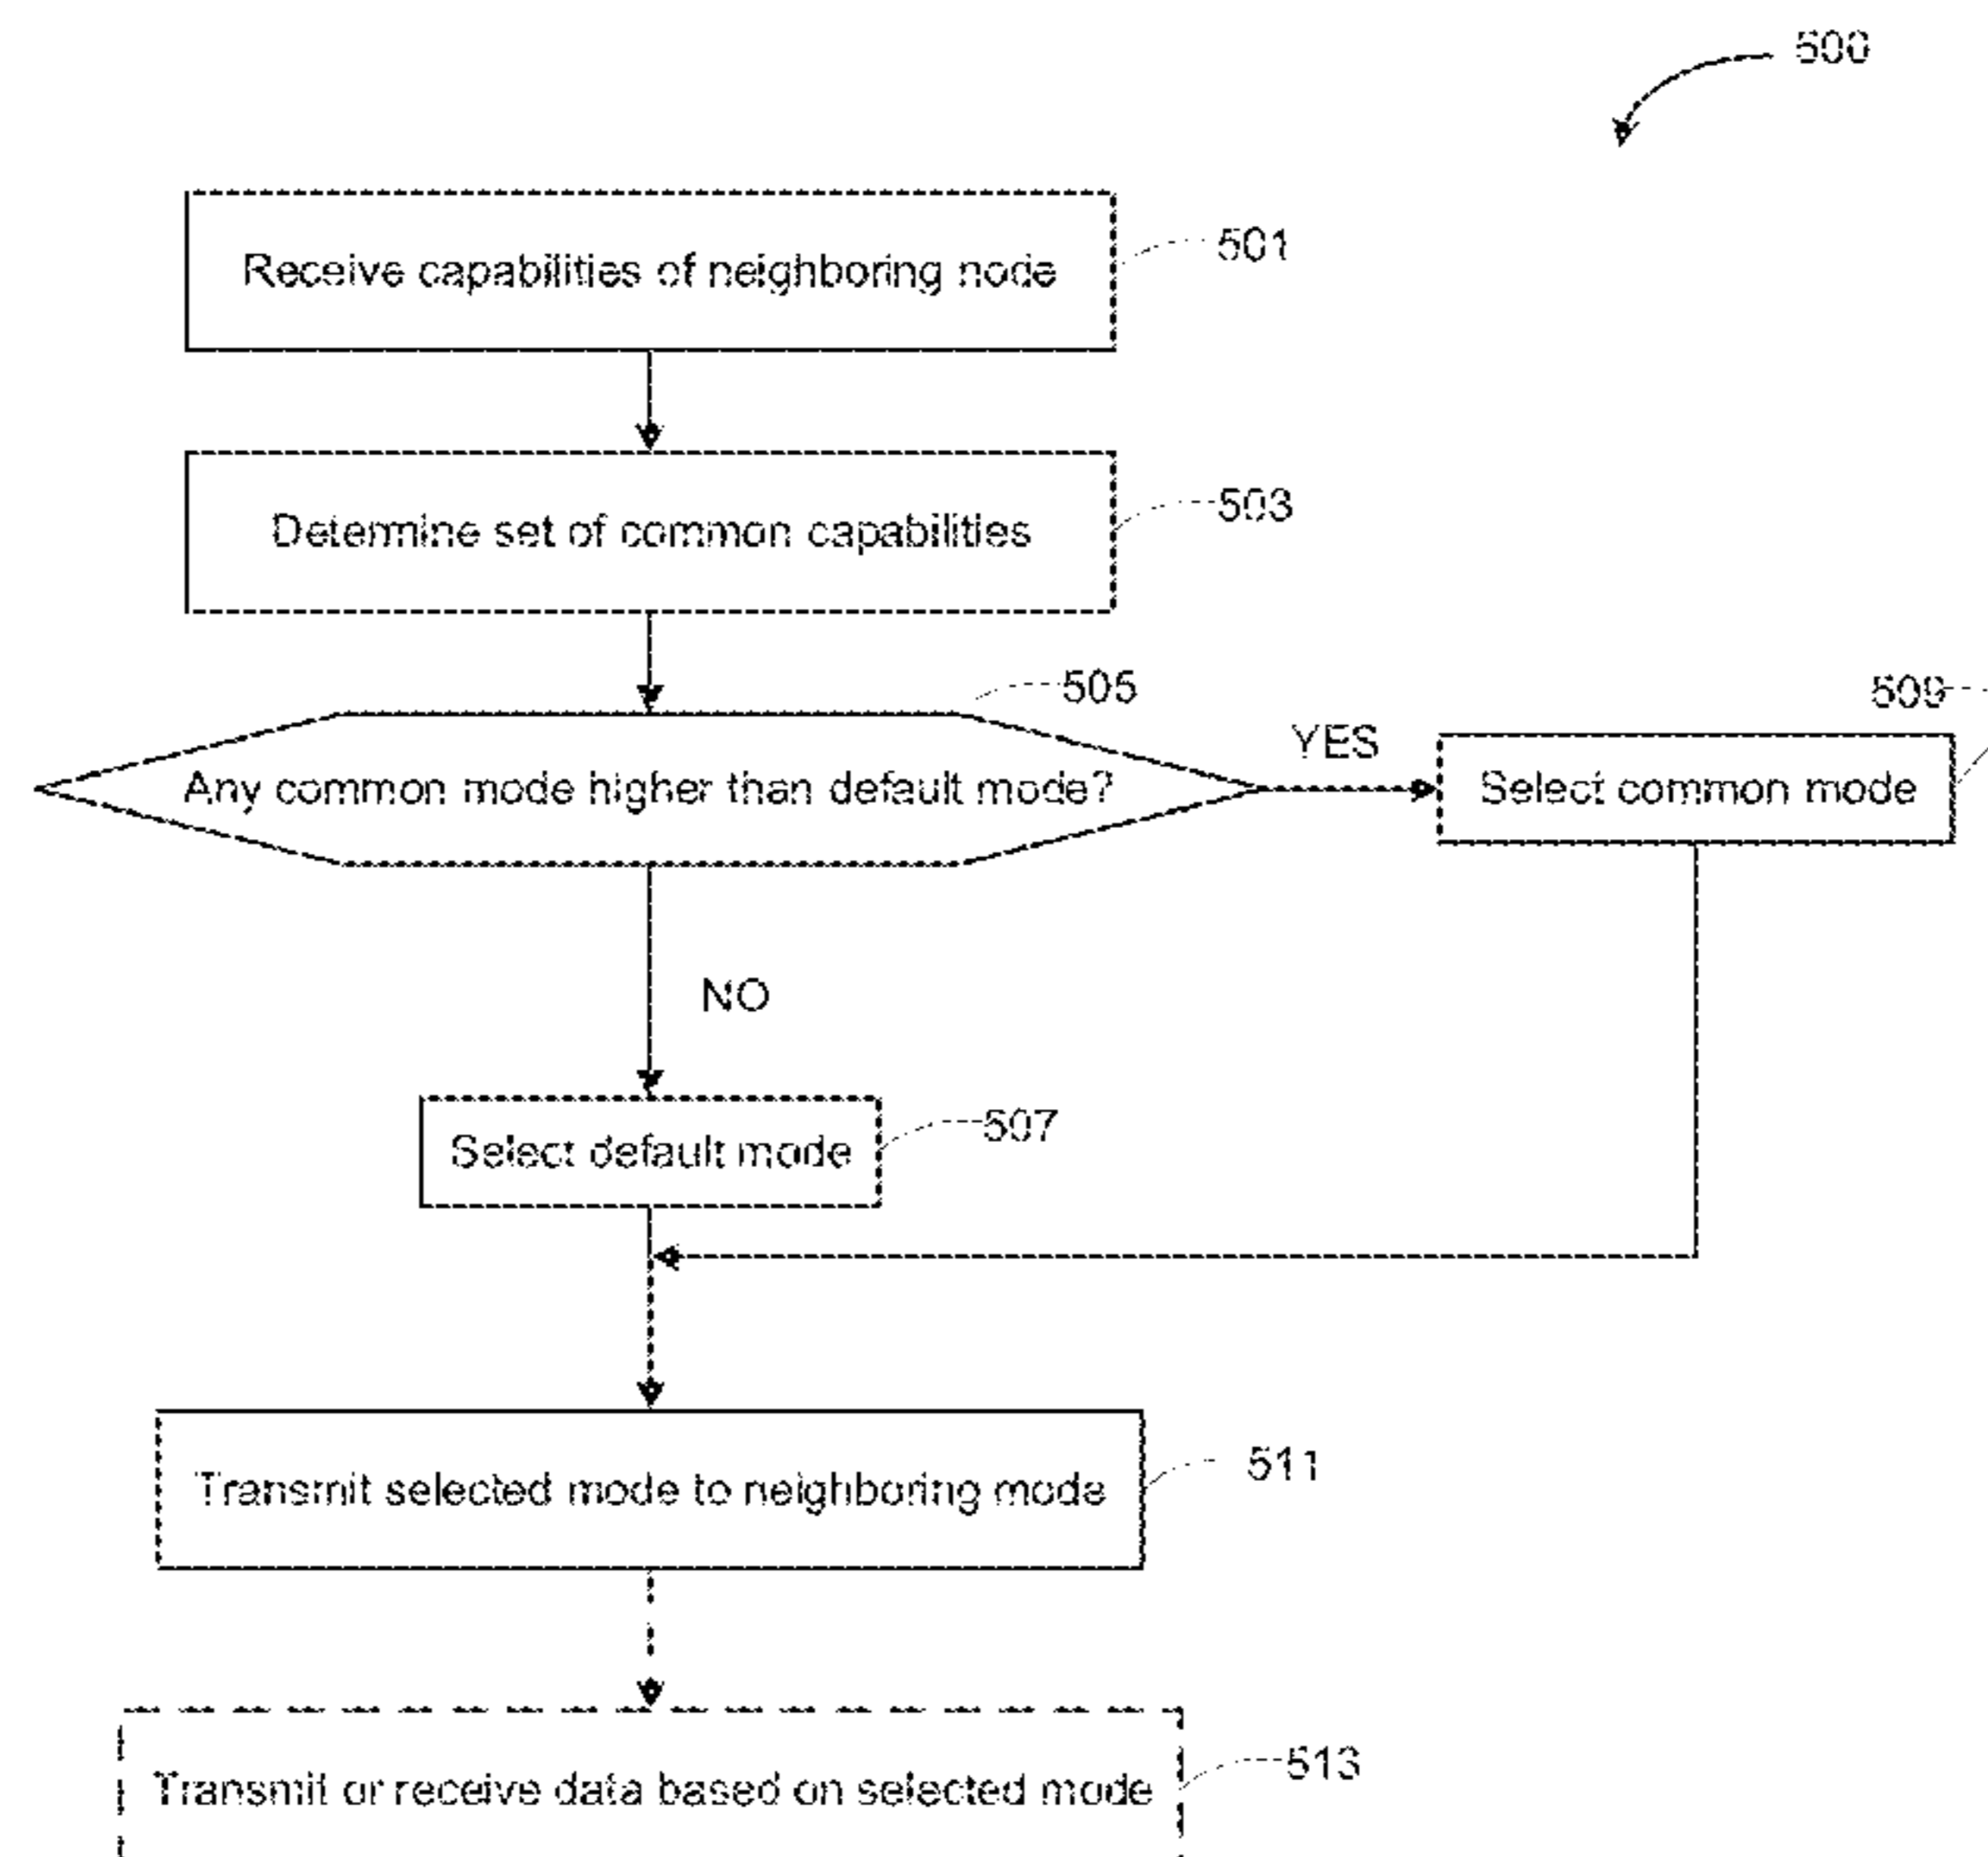 500
Receive capabilities of neighboring node
501
Determine set of common capabilities
503
505
Any common mode higher than default mode?
YES
509
Select common mode
NO
Select default mode
507
Transmit selected mode to neighboring mode
511
Transmit or receive data based on selected mode
513